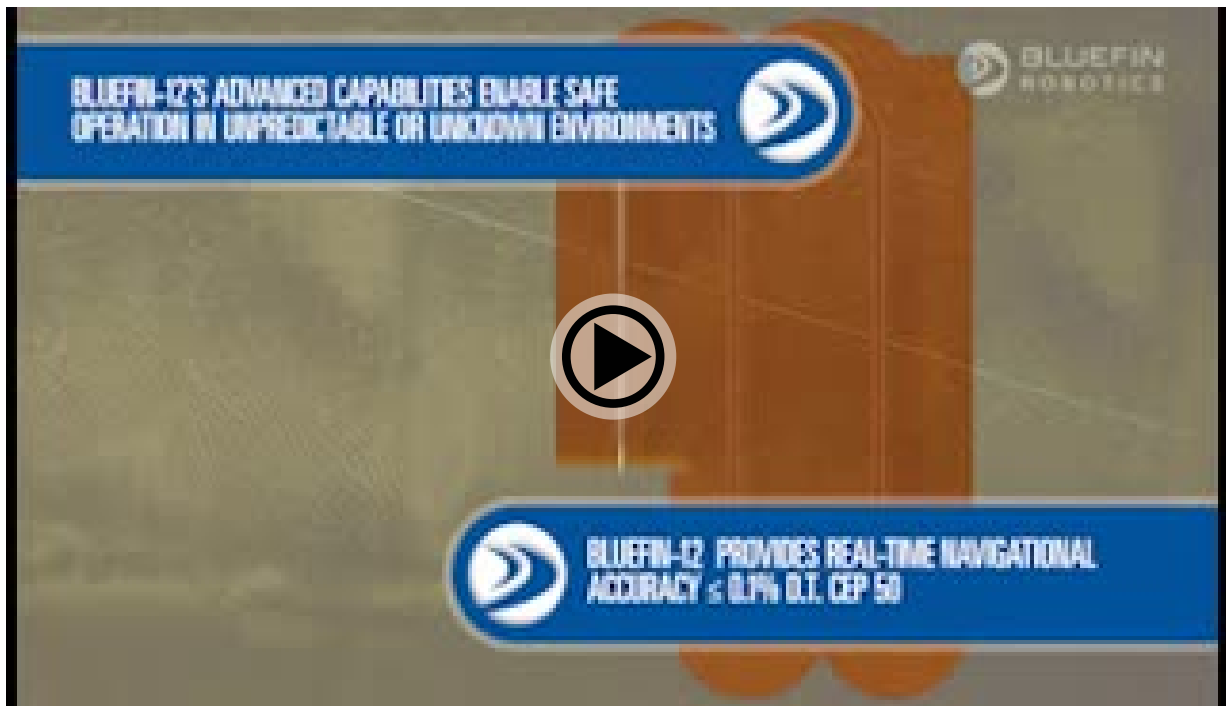 BLUEFIN-12'S ADVANCED CAPABILITIES ENABLE SAFE
OPERATION IN UNPREDICTABLE OR UNKNOWN ENVIRONMENTS
BLUEFIN
ROBOTICS
BLUEFIN-12 PROVIDES REAL-TIME NAVIGATIONAL
ACCURACY ≤ 0.1% D.T. CEP 50